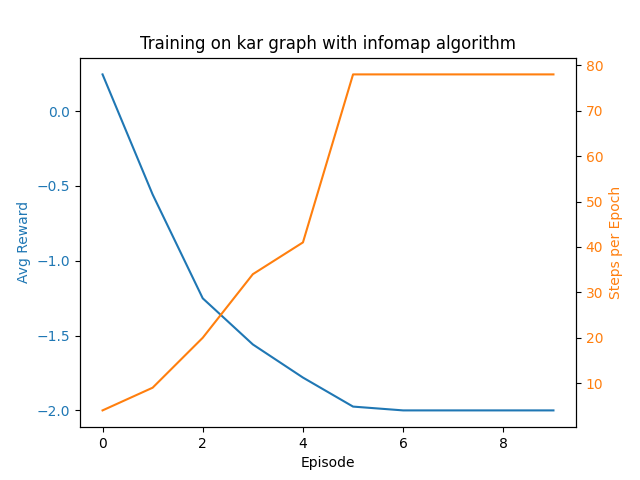 Training on kar graph with infomap algorithm
0.0
−0.5
−1.0
−1.5
−2.0
Avg Reward
80
70
60
50
40
30
20
10
Steps per Epoch
0 2 4 6 8
Episode